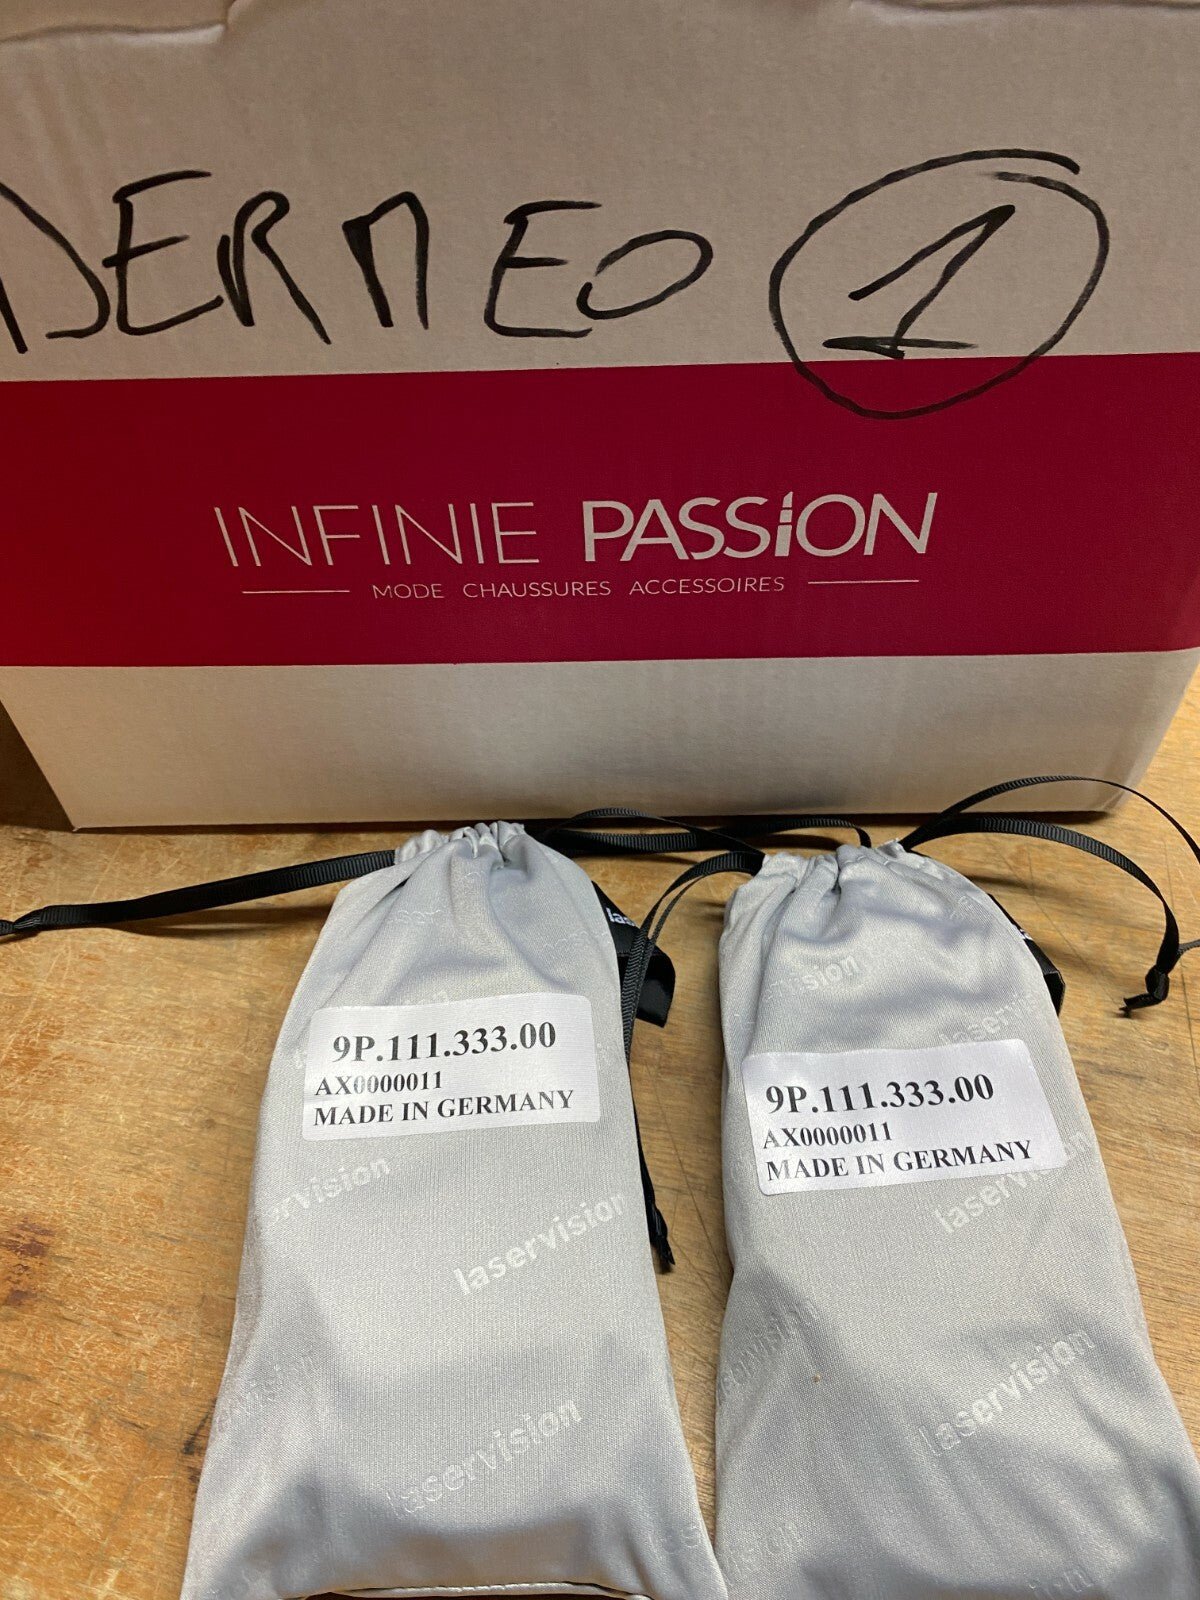 DERMEO 1
INFINIE PASSION
MODE CHAUSSURES ACCESSOIRES
9P.111.333.00
AX0000011
MADE IN GERMANY
laservision
laservision
9P.111.333.00
AX0000011
MADE IN GERMANY
laservision
laservision